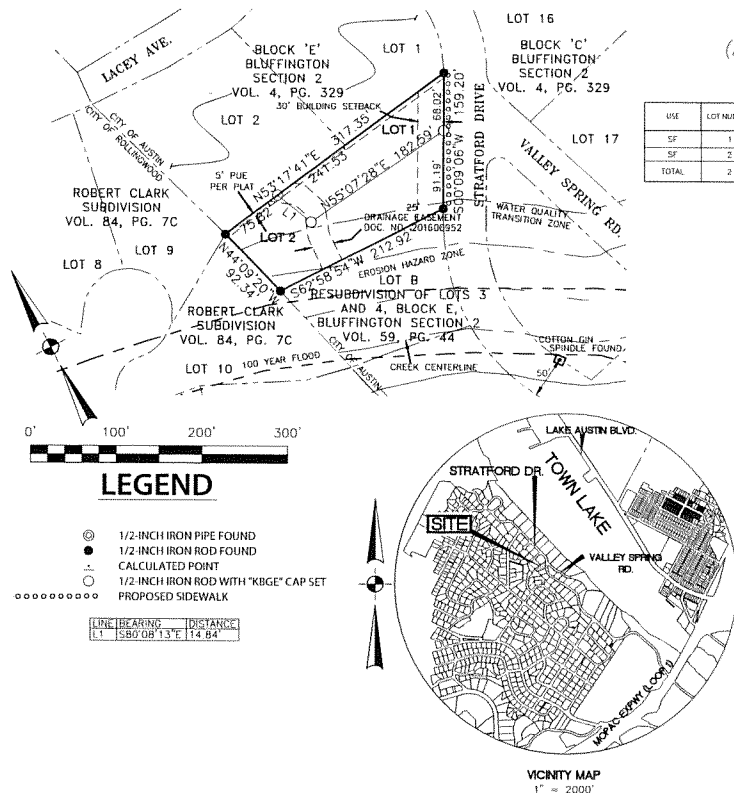 LACEY AVE.
BLOCK 'E'
BLUFFINGTON
SECTION 2
VOL. 4, PG. 329
LOT 1
LOT 16
BLOCK 'C'
BLUFFINGTON
SECTION 2
VOL. 4, PG. 329
30' BUILDING SETBACK
LOT 2
LOT 1
LOT 17
CITY OF AUSTIN
CITY OF ROLLINGWOOD
N53°17'41"E 317.35'
241.53
75.82
N55°07'28"E 182.59'
68.02'
91.19'
S00°09'06"W 159.20'
STRATFORD DRIVE
VALLEY SPRING RD.
5' PUE
PER PLAT
ROBERT CLARK
SUBDIVISION
VOL. 84, PG. 7C
LOT 9
LOT 8
L1
LOT 2
25'
DRAINAGE EASEMENT
DOC. NO. 201600952
WATER QUALITY
TRANSITION ZONE
N44°09'20"W
92.34'
S62°58'54"W 212.92'
EROSION HAZARD ZONE
LOT B
RESUBDIVISION OF LOTS 3
AND 4, BLOCK E,
BLUFFINGTON SECTION 2
VOL. 59, PG. 44
ROBERT CLARK
SUBDIVISION
VOL. 84, PG. 7C
LOT 10
100 YEAR FLOOD
CITY OF AUSTIN
CREEK CENTERLINE
COTTON GIN
SPINDLE FOUND
50'
USE LOT NU
SF 1
SF 2
TOTAL 2
0' 100' 200' 300'
LEGEND
1/2-INCH IRON PIPE FOUND
1/2-INCH IRON ROD FOUND
CALCULATED POINT
1/2-INCH IRON ROD WITH "KBGE" CAP SET
PROPOSED SIDEWALK
LINE BEARING DISTANCE
L1 S80°08'13"E 14.84'
LAKE AUSTIN BLVD.
TOWN LAKE
STRATFORD DR.
SITE
VALLEY SPRING
RD.
MOPAC EXPWY (LOOP 1)
VICINITY MAP
1" = 2000'